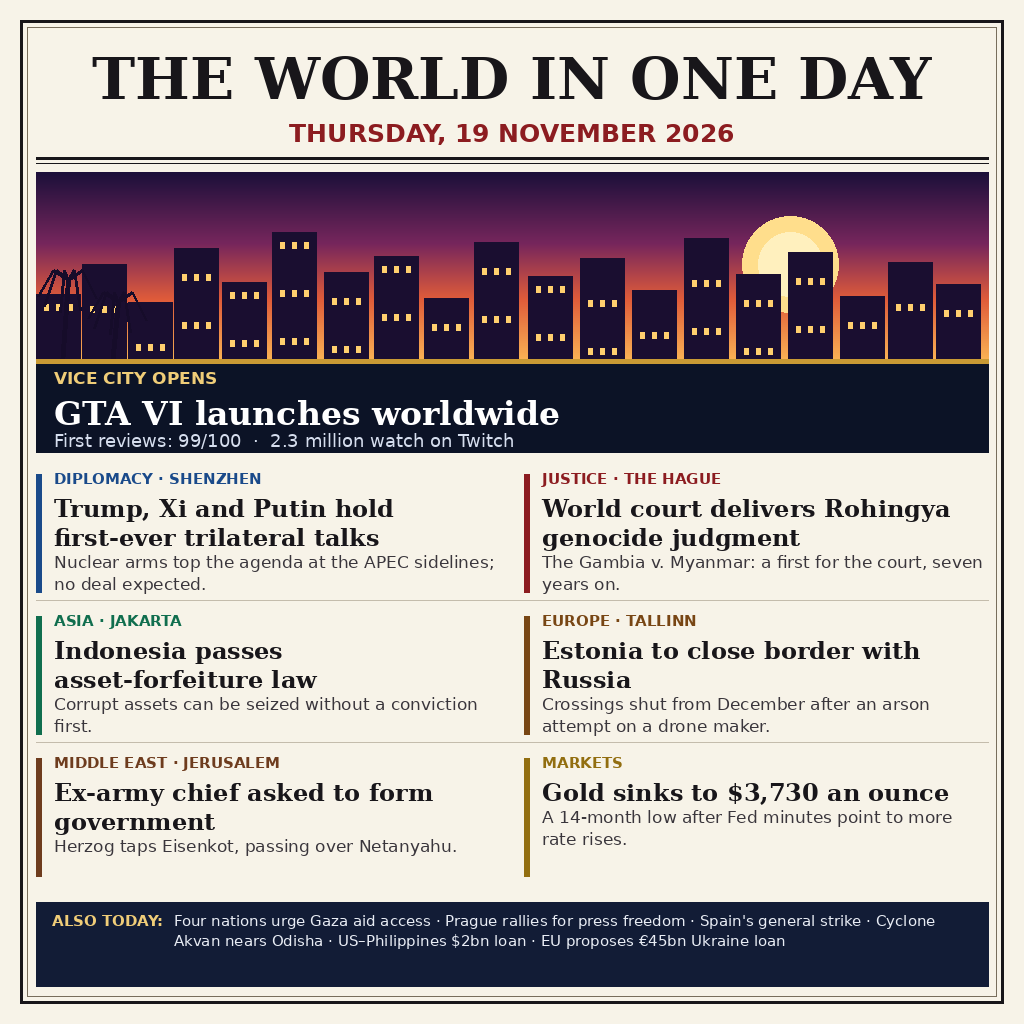 THE WORLD IN ONE DAY
THURSDAY, 19 NOVEMBER 2026
VICE CITY OPENS
GTA VI launches worldwide
First reviews: 99/100 · 2.3 million watch on Twitch
DIPLOMACY · SHENZHEN
Trump, Xi and Putin hold
first-ever trilateral talks
Nuclear arms top the agenda at the APEC sidelines;
no deal expected.
JUSTICE · THE HAGUE
World court delivers Rohingya
genocide judgment
The Gambia v. Myanmar: a first for the court, seven
years on.
ASIA · JAKARTA
Indonesia passes
asset-forfeiture law
Corrupt assets can be seized without a conviction
first.
EUROPE · TALLINN
Estonia to close border with
Russia
Crossings shut from December after an arson
attempt on a drone maker.
MIDDLE EAST · JERUSALEM
Ex-army chief asked to form
government
Herzog taps Eisenkot, passing over Netanyahu.
MARKETS
Gold sinks to $3,730 an ounce
A 14-month low after Fed minutes point to more
rate rises.
ALSO TODAY: Four nations urge Gaza aid access · Prague rallies for press freedom · Spain's general strike · Cyclone
Akvan nears Odisha · US–Philippines $2bn loan · EU proposes €45bn Ukraine loan